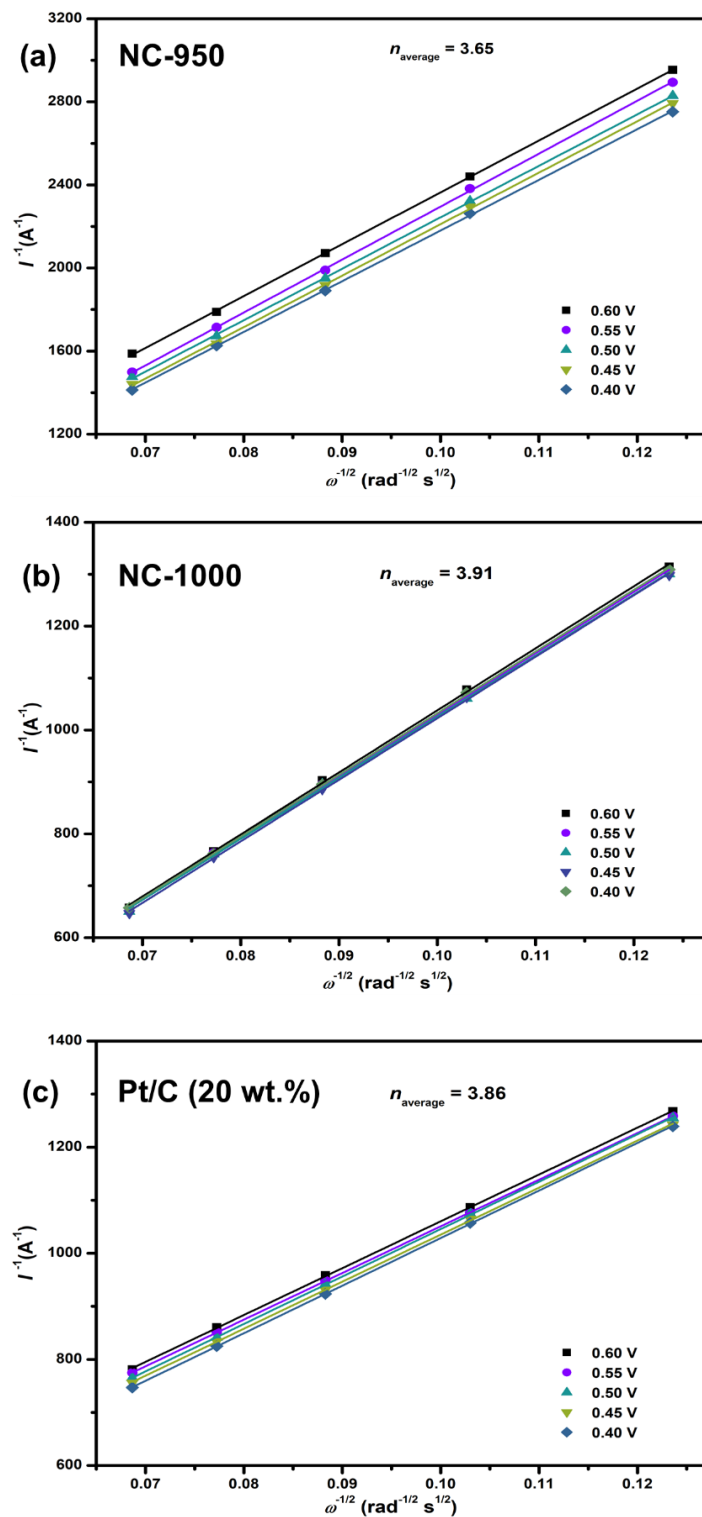 (a) NC-950 n average = 3.65
3200
2800
2400
2000
1600
1200
I⁻¹(A⁻¹)
0.60 V
0.55 V
0.50 V
0.45 V
0.40 V
0.07 0.08 0.09 0.10 0.11 0.12
ω⁻¹/² (rad⁻¹/² s¹/²)
(b) NC-1000 n average = 3.91
1400
1200
1000
800
600
I⁻¹(A⁻¹)
0.60 V
0.55 V
0.50 V
0.45 V
0.40 V
0.07 0.08 0.09 0.10 0.11 0.12
ω⁻¹/² (rad⁻¹/² s¹/²)
(c) Pt/C (20 wt.%) n average = 3.86
1400
1200
1000
800
600
I⁻¹(A⁻¹)
0.60 V
0.55 V
0.50 V
0.45 V
0.40 V
0.07 0.08 0.09 0.10 0.11 0.12
ω⁻¹/² (rad⁻¹/² s¹/²)